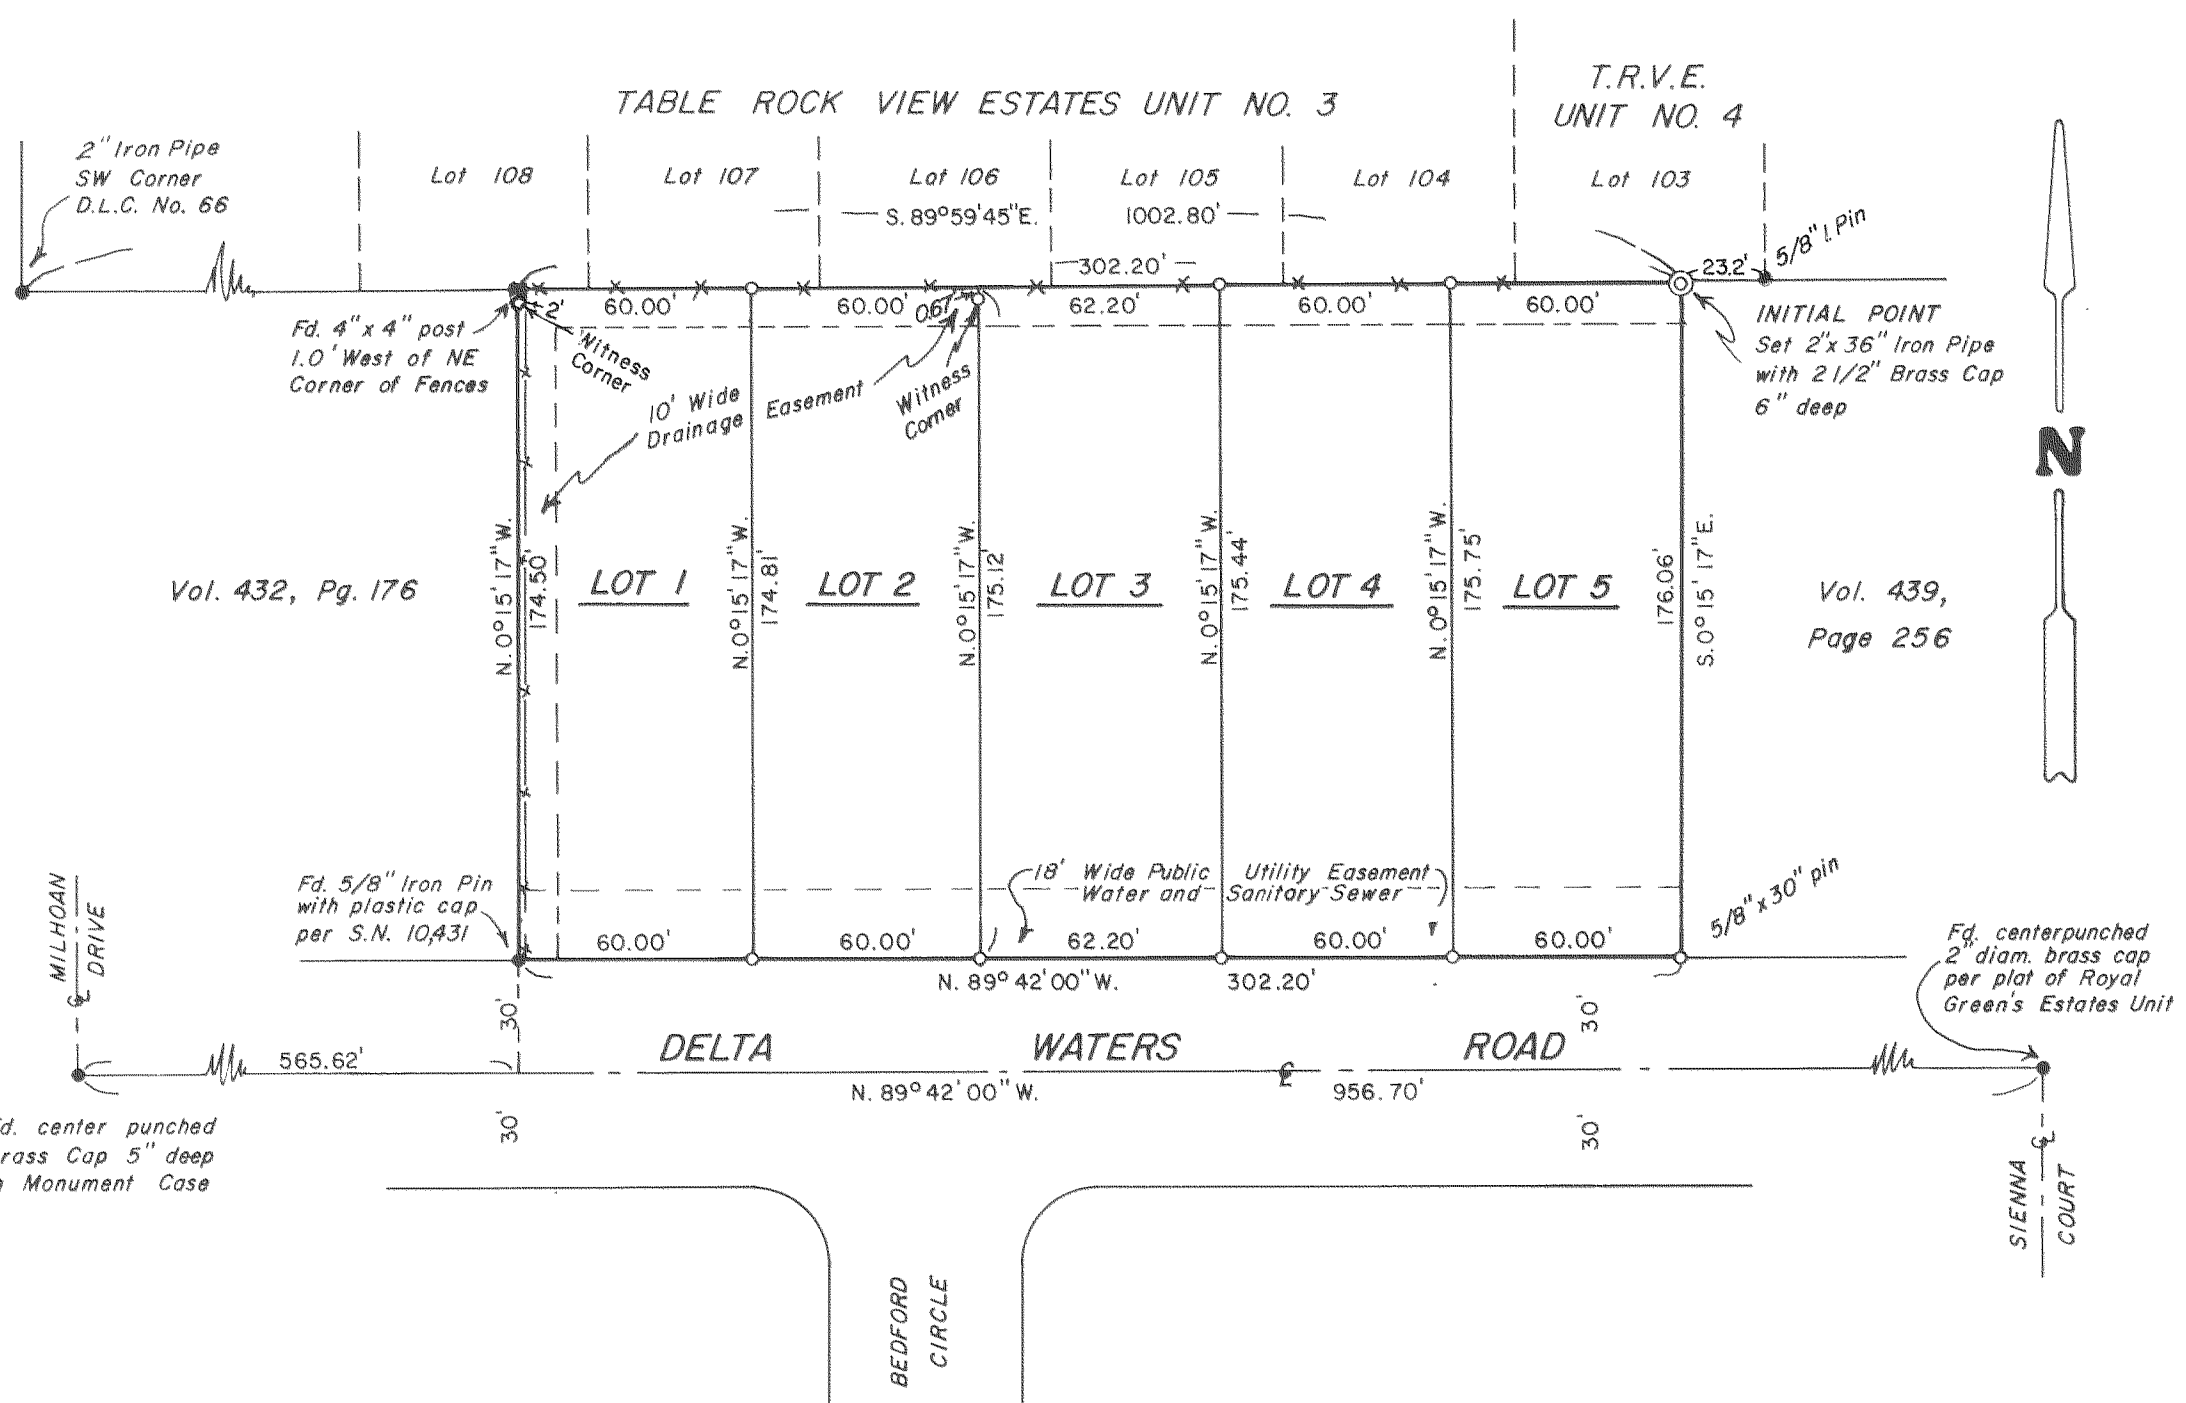 T.R.V.E.
TABLE ROCK VIEW ESTATES UNIT NO. 3
UNIT NO. 4
2" Iron Pipe
SW Corner
D.L.C. No. 66
Lot 108
Lot 107
Lot 106
Lot 105
Lot 104
Lot 103
S. 89°59'45"E.
1002.80'
5/8" I. Pin
302.20'
23.2'
2'
60.00'
60.00'
0.67'
62.20'
60.00'
60.00'
Fd. 4"x 4" post
1.0' West of NE
Corner of Fences
Witness
Corner
10' Wide
Drainage Easement
Witness
Corner
INITIAL POINT
Set 2"x 36" Iron Pipe
with 2 1/2" Brass Cap
6" deep
N
Vol. 432, Pg. 176
N. 0°15'17" W.
174.50'
LOT 1
N. 0°15'17" W.
174.81'
LOT 2
N. 0°15'17" W.
175.12'
LOT 3
N. 0°15'17" W.
175.44'
LOT 4
N. 0°15'17" W.
175.75'
LOT 5
176.06'
S. 0°15'17" E.
Vol. 439,
Page 256
MILHOAN
DRIVE
℄
Fd. 5/8" Iron Pin
with plastic cap
per S.N. 10,431
18' Wide Public Utility Easement
Water and Sanitary Sewer
5/8" x 30" pin
60.00'
60.00'
62.20'
60.00'
60.00'
N. 89°42'00" W. 302.20'
Fd. centerpunched
2" diam. brass cap
per plat of Royal
Green's Estates Unit
30'
30'
565.62'
DELTA WATERS ROAD
℄
N. 89°42'00" W.
956.70'
30'
30'
center punched
Cap 5" deep
Monument Case
℄
SIENNA
COURT
BEDFORD
CIRCLE